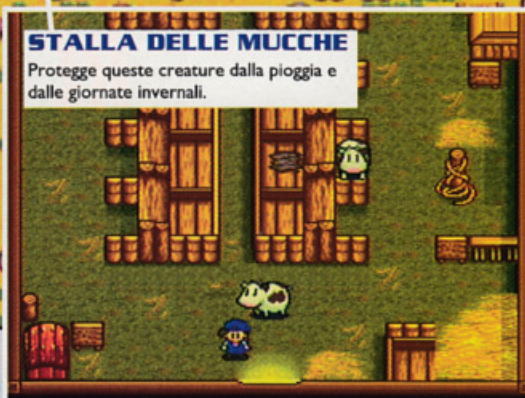 STALLA DELLE MUCCHE
Protegge queste creature dalla pioggia e
dalle giornate invernali.